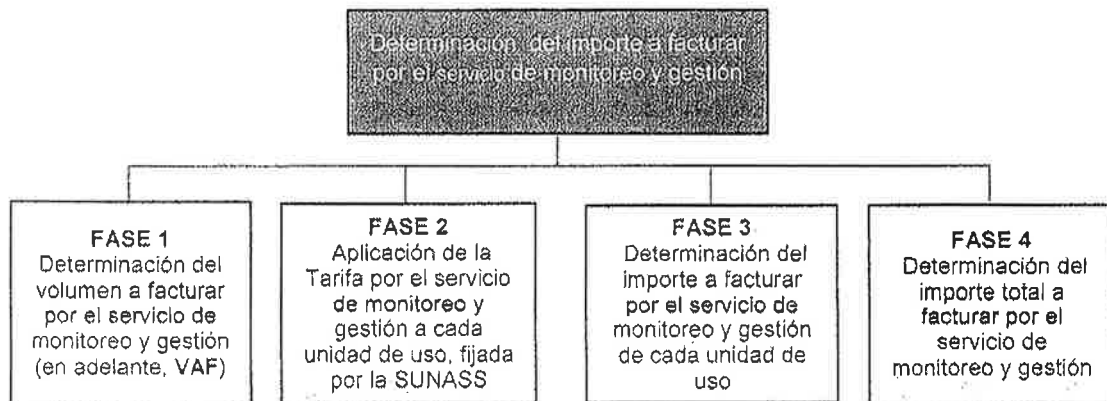 Determinación del importe a facturar
por el servicio de monitoreo y gestión
FASE 1
Determinación del
volumen a facturar
por el servicio de
monitoreo y gestión
(en adelante, VAF)
FASE 2
Aplicación de la
Tarifa por el servicio
de monitoreo y
gestión a cada
unidad de uso, fijada
por la SUNASS
FASE 3
Determinación del
importe a facturar
por el servicio de
monitoreo y gestión
de cada unidad de
uso
FASE 4
Determinación del
importe total a
facturar por el
servicio de
monitoreo y gestión